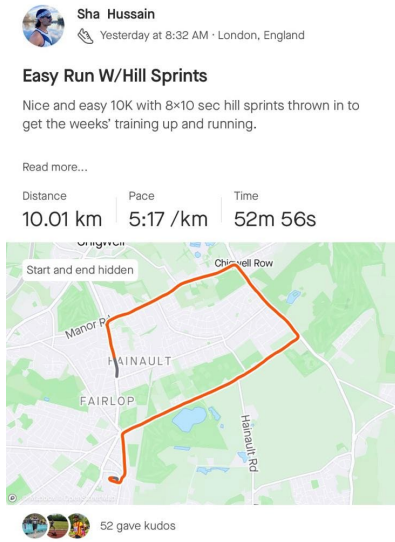 Sha Hussain
Yesterday at 8:32 AM · London, England
Easy Run W/Hill Sprints
Nice and easy 10K with 8×10 sec hill sprints thrown in to
get the weeks’ training up and running.
Read more...
Distance Pace Time
10.01 km 5:17 /km 52m 56s
Chigwell
Start and end hidden
Chigwell Row
Manor R
HAINAULT
FAIRLOP
Hainault Rd
52 gave kudos